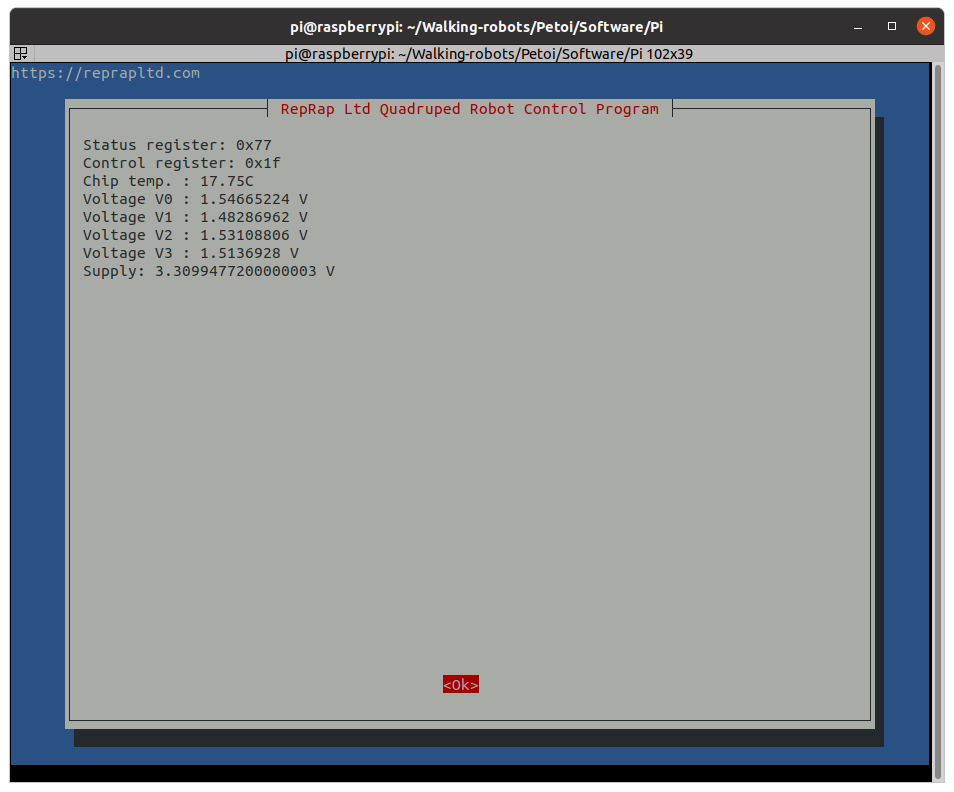 pi@raspberrypi: ~/Walking-robots/Petoi/Software/Pi
pi@raspberrypi: ~/Walking-robots/Petoi/Software/Pi 102x39
https://reprapltd.com
RepRap Ltd Quadruped Robot Control Program
Status register: 0x77
Control register: 0x1f
Chip temp. : 17.75C
Voltage V0 : 1.54665224 V
Voltage V1 : 1.48286962 V
Voltage V2 : 1.53108806 V
Voltage V3 : 1.5136928 V
Supply: 3.3099477200000003 V
<Ok>